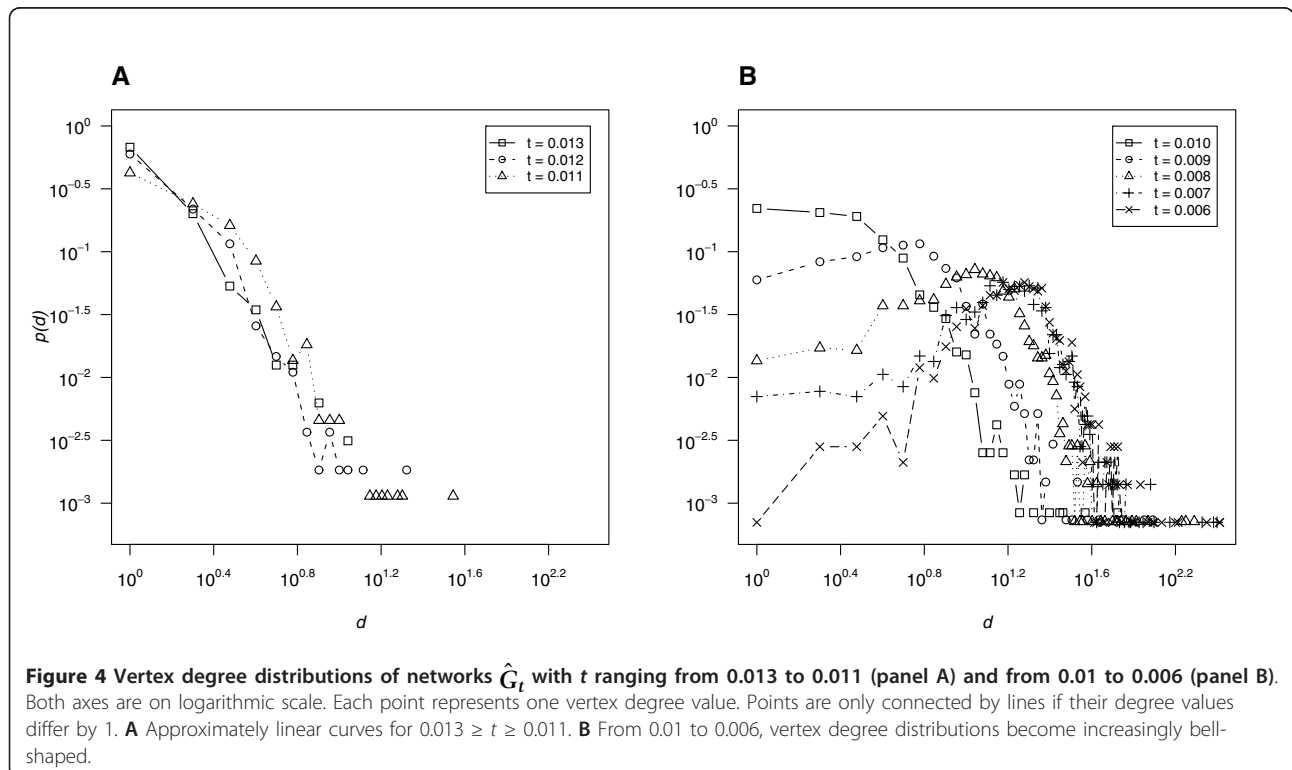 A
B
10^0
10^−0.5
10^−1
10^−1.5
10^−2
10^−2.5
10^−3
p(d)
t = 0.013
t = 0.012
t = 0.011
10^0
10^0.4
10^0.6
10^0.8
10^1.2
10^1.6
10^2.2
d
10^0
10^−0.5
10^−1
10^−1.5
10^−2
10^−2.5
10^−3
t = 0.010
t = 0.009
t = 0.008
t = 0.007
t = 0.006
10^0
10^0.4
10^0.8
10^1.2
10^1.6
10^2.2
d
Figure 4 Vertex degree distributions of networks Ĝ_t with t ranging from 0.013 to 0.011 (panel A) and from 0.01 to 0.006 (panel B).
Both axes are on logarithmic scale. Each point represents one vertex degree value. Points are only connected by lines if their degree values
differ by 1. A Approximately linear curves for 0.013 ≥ t ≥ 0.011. B From 0.01 to 0.006, vertex degree distributions become increasingly bell-
shaped.